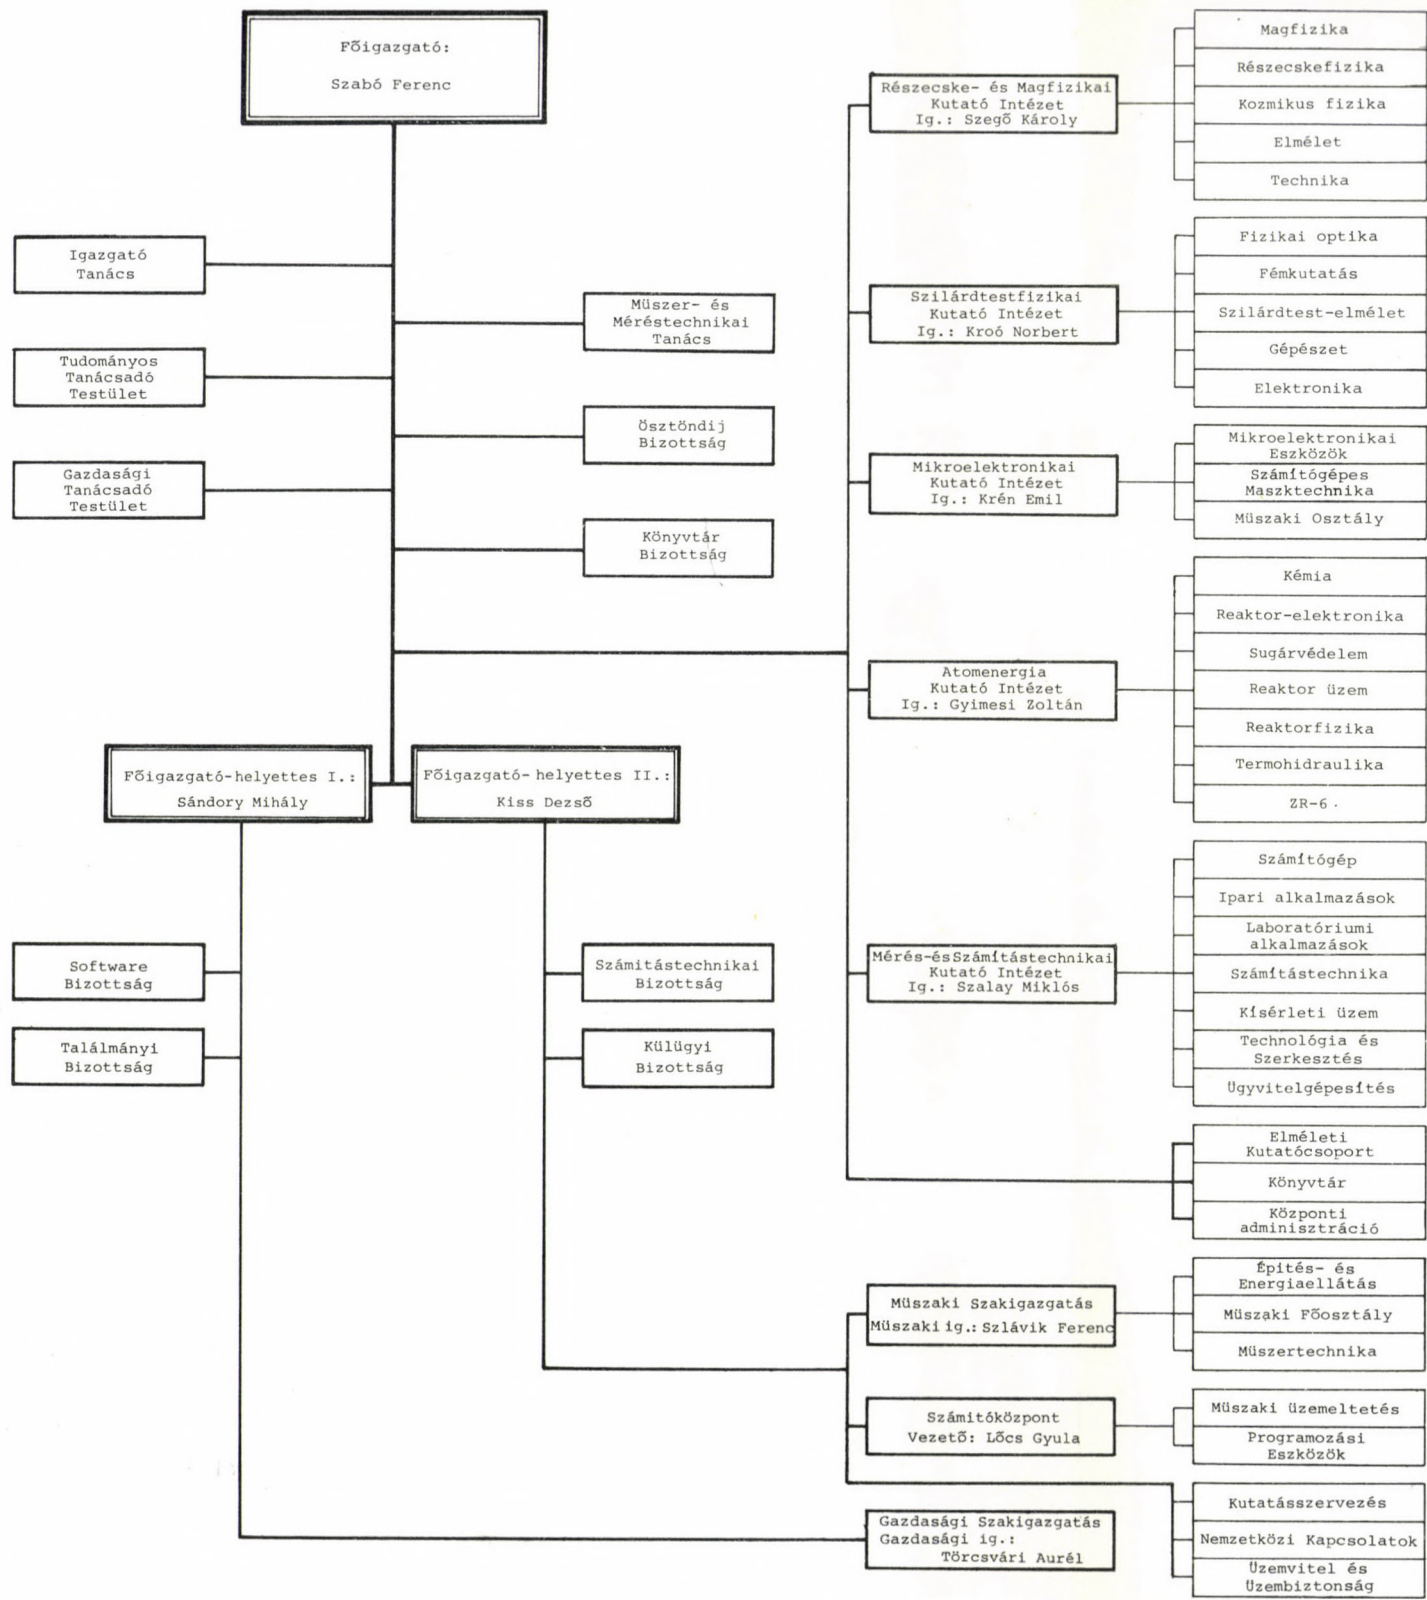 Főigazgató:
Szabó Ferenc
Igazgató
Tanács
Tudományos
Tanácsadó
Testület
Gazdasági
Tanácsadó
Testület
Müszer- és
Méréstechnikai
Tanács
Ösztöndij
Bizottság
Könyvtár
Bizottság
Főigazgató-helyettes I.:
Sándory Mihály
Főigazgató-helyettes II.:
Kiss Dezső
Software
Bizottság
Találmányi
Bizottság
Számitástechnikai
Bizottság
Külügyi
Bizottság
Részecske- és Magfizikai
Kutató Intézet
Ig.: Szegő Károly
Magfizika
Részecskefizika
Kozmikus fizika
Elmélet
Technika
Szilárdtestfizikai
Kutató Intézet
Ig.: Kroó Norbert
Fizikai optika
Fémkutatás
Szilárdtest-elmélet
Gépészet
Elektronika
Mikroelektronikai
Kutató Intézet
Ig.: Krén Emil
Mikroelektronikai
Eszközök
Számítógépes
Maszktechnika
Müszaki Osztály
Atomenergia
Kutató Intézet
Ig.: Gyimesi Zoltán
Kémia
Reaktor-elektronika
Sugárvédelem
Reaktor üzem
Reaktorfizika
Termohidraulika
ZR-6
Mérés-és Számítástechnikai
Kutató Intézet
Ig.: Szalay Miklós
Számítógép
Ipari alkalmazások
Laboratóriumi
alkalmazások
Számítástechnika
Kísérleti üzem
Technológia és
Szerkesztés
Ügyvitelgépesítés
Elméleti
Kutatócsoport
Könyvtár
Központi
adminisztráció
Müszaki Szakigazgatás
Müszaki ig.: Szlávik Ferenc
Épités- és
Energiaellátás
Müszaki Főosztály
Müszertechnika
Számitóközpont
Vezető: Lőcs Gyula
Müszaki üzemeltetés
Programozási
Eszközök
Kutatásszervezés
Nemzetközi Kapcsolatok
Üzemvitel és
Üzembiztonság
Gazdasági Szakigazgatás
Gazdasági ig.:
Törcsvári Aurél